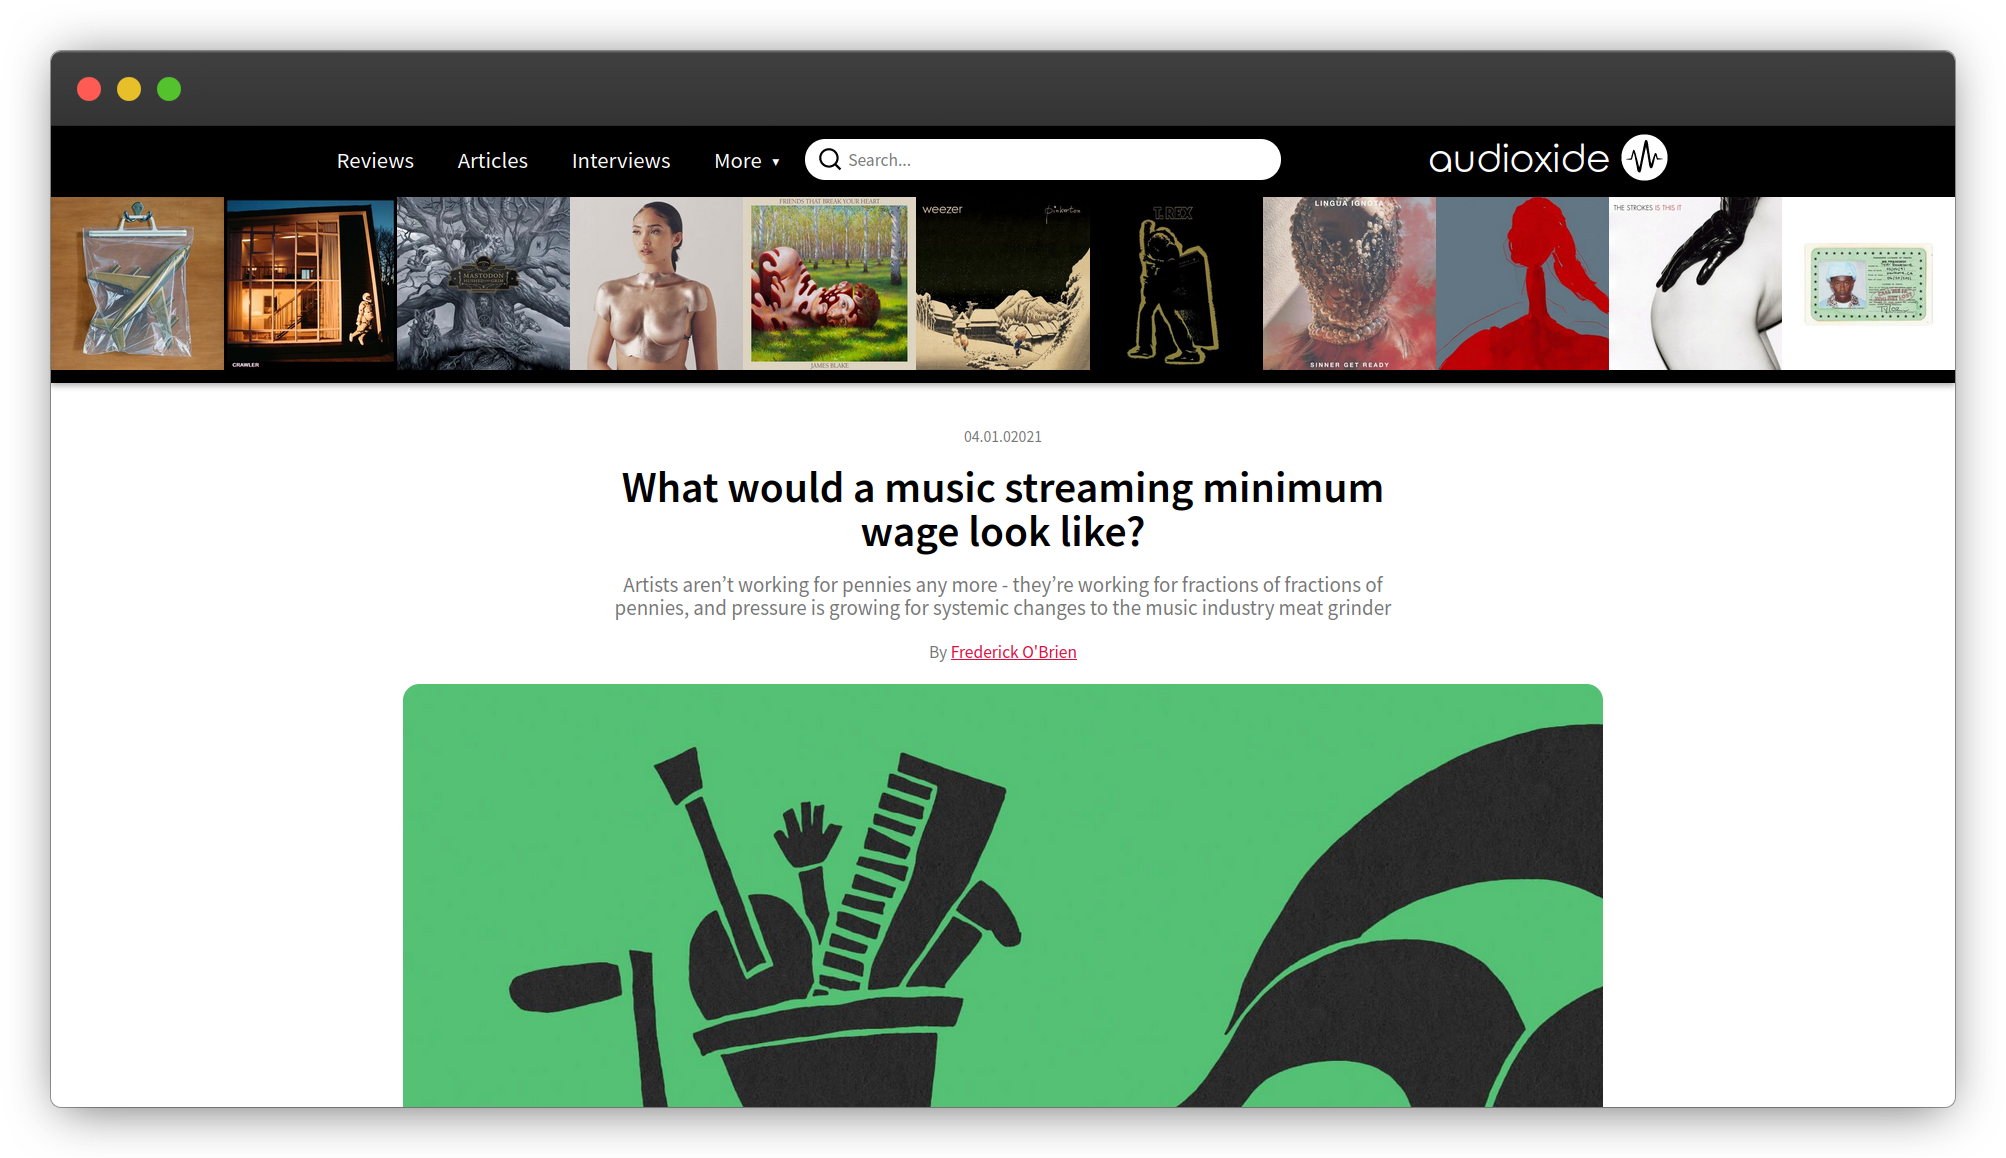 Reviews
Articles
Interviews
More ▾
Search...
audioxide
CRAWLER
MASTODON
HUSHED AND GRIM
FRIENDS THAT BREAK YOUR HEART
JAMES BLAKE
weezer
pinkerton
T. REX
LINGUA IGNOTA
SINNER GET READY
THE STROKES IS THIS IT
04.01.02021
What would a music streaming minimum
wage look like?
Artists aren’t working for pennies any more - they’re working for fractions of fractions of
pennies, and pressure is growing for systemic changes to the music industry meat grinder
By Frederick O'Brien